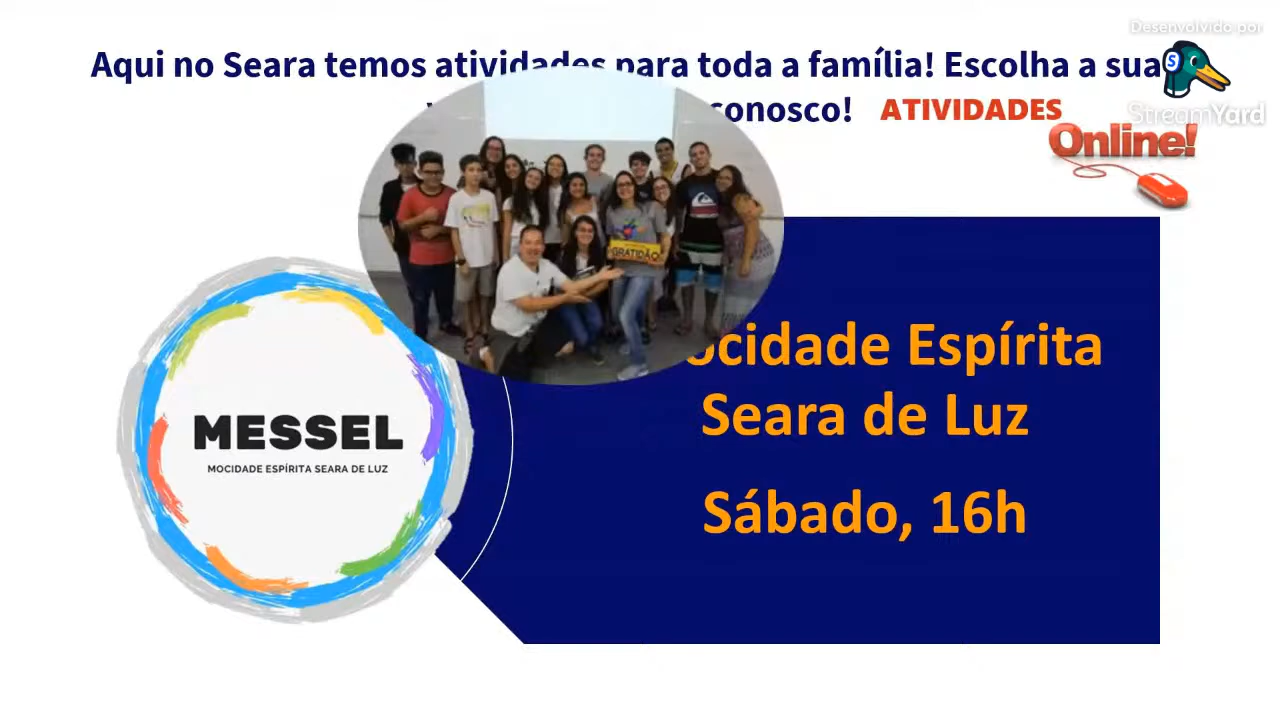 Desenvolvido por
StreamYard
Aqui no Seara temos atividades para toda a família! Escolha a sua
conosco! ATIVIDADES
Online!
GRATIDÃO
MESSEL
MOCIDADE ESPÍRITA SEARA DE LUZ
ocidade Espírita
Seara de Luz
Sábado, 16h